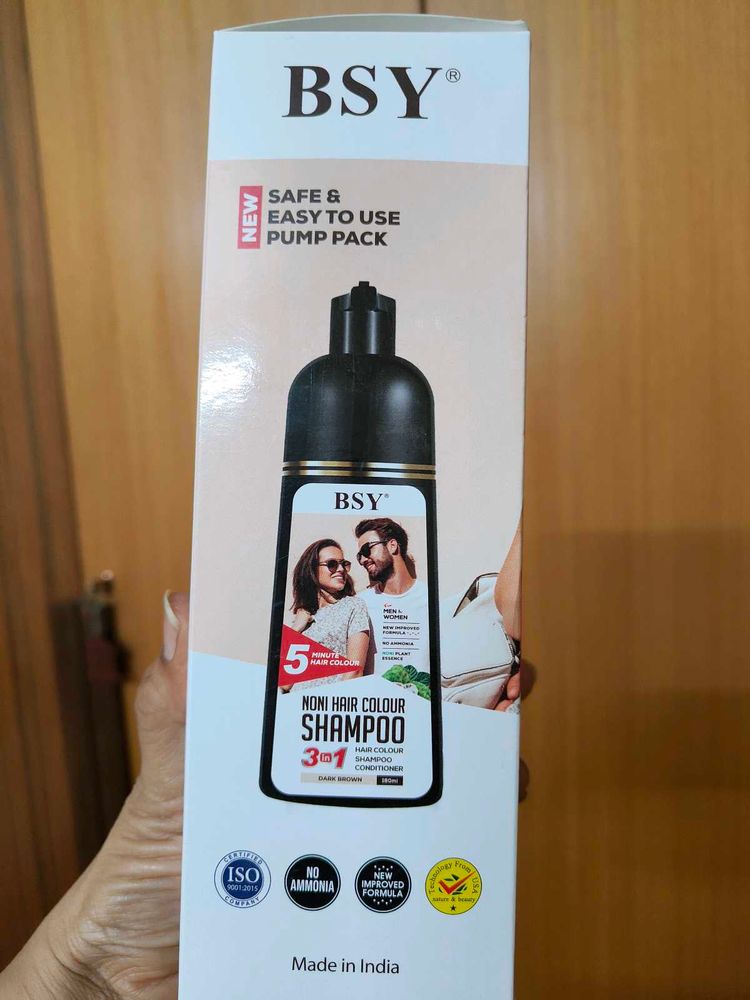 BSY®
NEW
SAFE &
EASY TO USE
PUMP PACK
BSY®
For
MEN &
WOMEN
NEW IMPROVED
FORMULA
NO AMMONIA
NONI PLANT
ESSENCE
5 MINUTE
HAIR COLOUR
NONI HAIR COLOUR
SHAMPOO
3 in 1
HAIR COLOUR
SHAMPOO
CONDITIONER
DARK BROWN
180ml
CERTIFIED
ISO
9001:2015
COMPANY
NO
AMMONIA
NEW
IMPROVED
FORMULA
Technology From USA
nature & beauty
Made in India